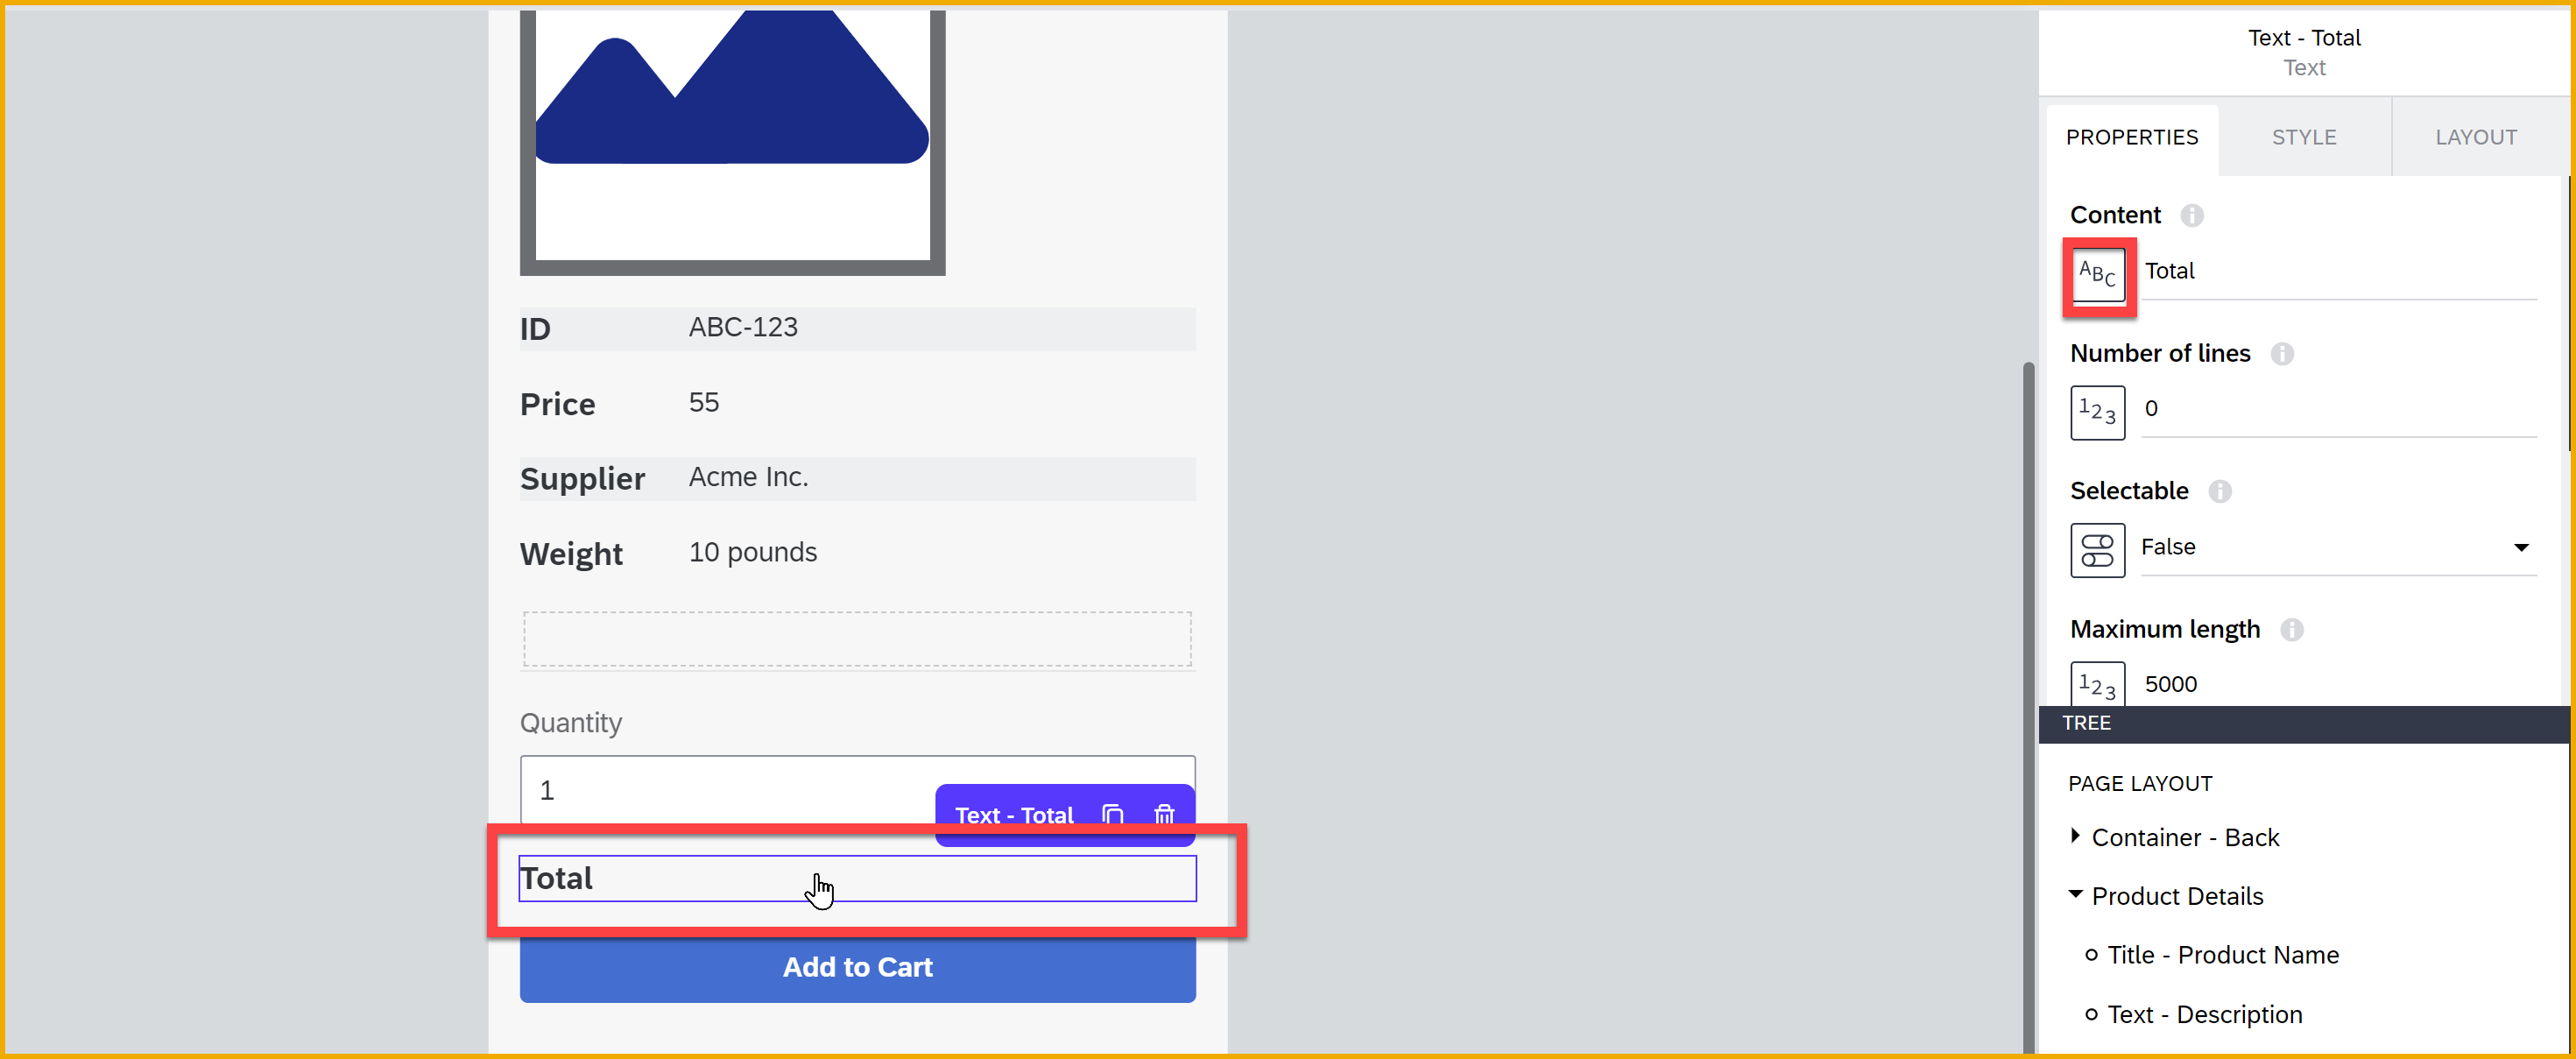 ID ABC-123
Price 55
Supplier Acme Inc.
Weight 10 pounds
Quantity
1
Text - Total
Total
Add to Cart
Text - Total
Text
PROPERTIES STYLE LAYOUT
Content
ABC Total
Number of lines
123 0
Selectable
False
Maximum length
123 5000
TREE
PAGE LAYOUT
Container - Back
Product Details
Title - Product Name
Text - Description